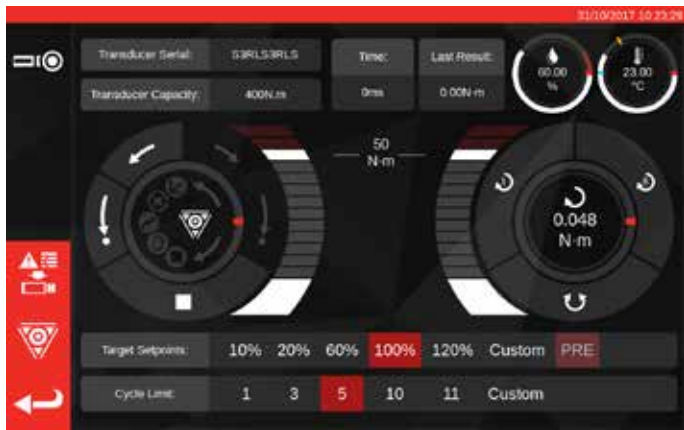 31/10/2017 10:23:29
Transducer Serial: S3RLS3RLS Time: Last Result:
Transducer Capacity: 400N.m 0ms 0.00N·m
60.00
%
23.00
°C
50
N·m
0.048
N·m
Target Setpoints: 10% 20% 60% 100% 120% Custom PRE
Cycle Limit: 1 3 5 10 11 Custom